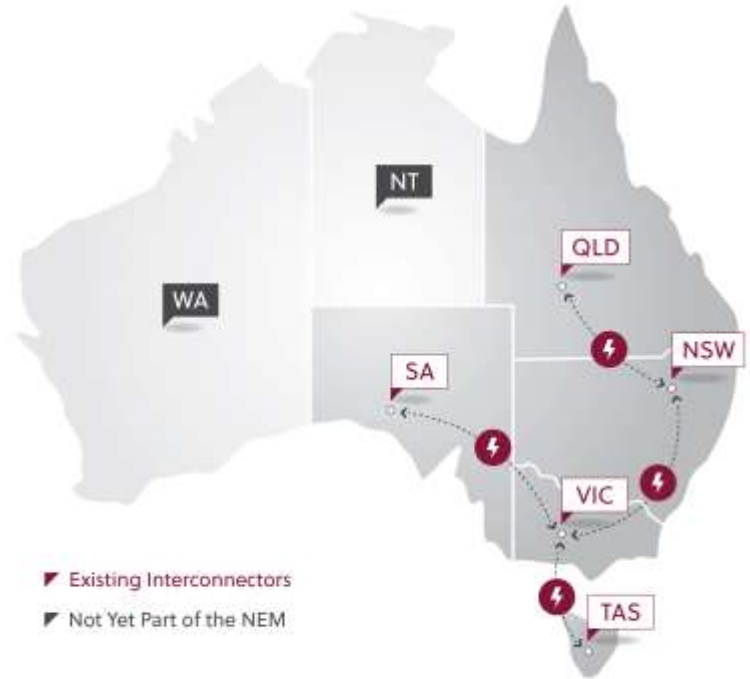 NT
QLD
WA
NSW
SA
VIC
Existing Interconnectors
TAS
Not Yet Part of the NEM